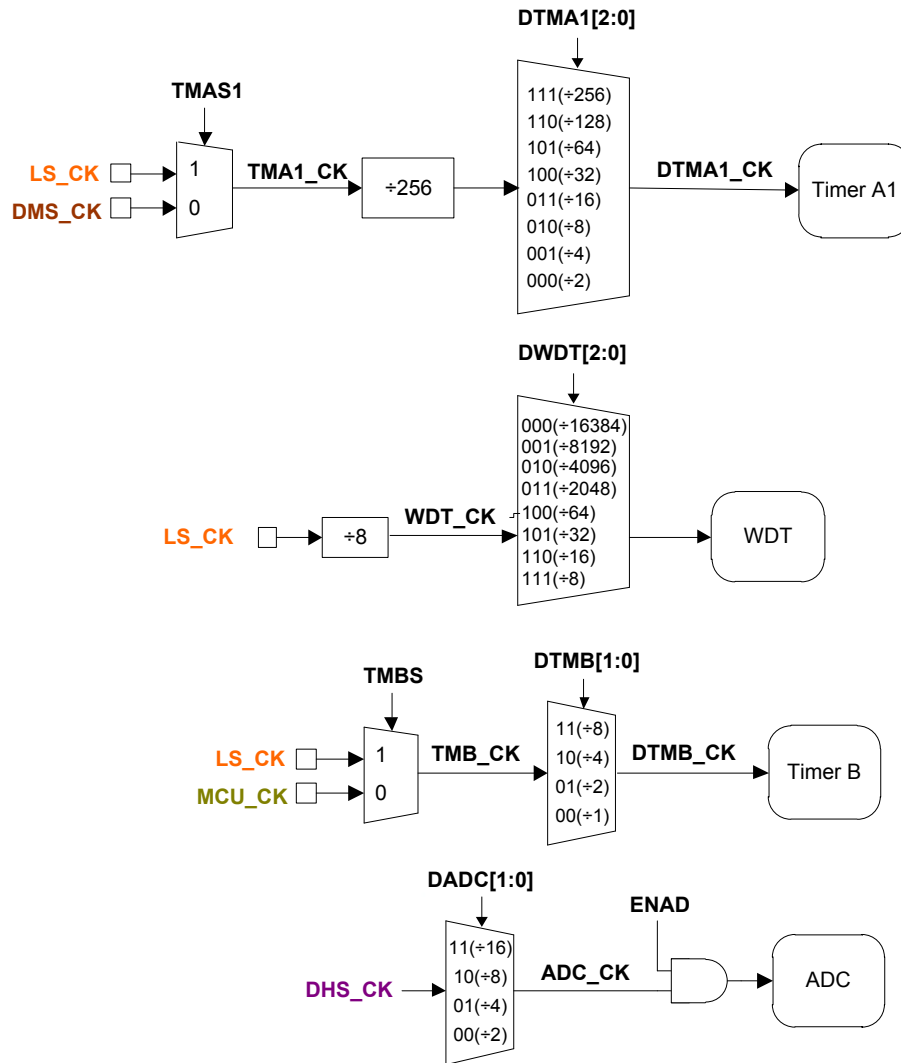 DTMA1[2:0]
TMAS1
111(÷256)
110(÷128)
101(÷64)
100(÷32)
011(÷16)
010(÷8)
001(÷4)
000(÷2)
LS_CK
1
DMS_CK
0
TMA1_CK
÷256
DTMA1_CK
Timer A1
DWDT[2:0]
000(÷16384)
001(÷8192)
010(÷4096)
011(÷2048)
100(÷64)
101(÷32)
110(÷16)
111(÷8)
LS_CK
÷8
WDT_CK
WDT
DTMB[1:0]
TMBS
11(÷8)
10(÷4)
01(÷2)
00(÷1)
LS_CK
1
MCU_CK
0
TMB_CK
DTMB_CK
Timer B
DADC[1:0]
ENAD
11(÷16)
10(÷8)
01(÷4)
00(÷2)
DHS_CK
ADC_CK
ADC